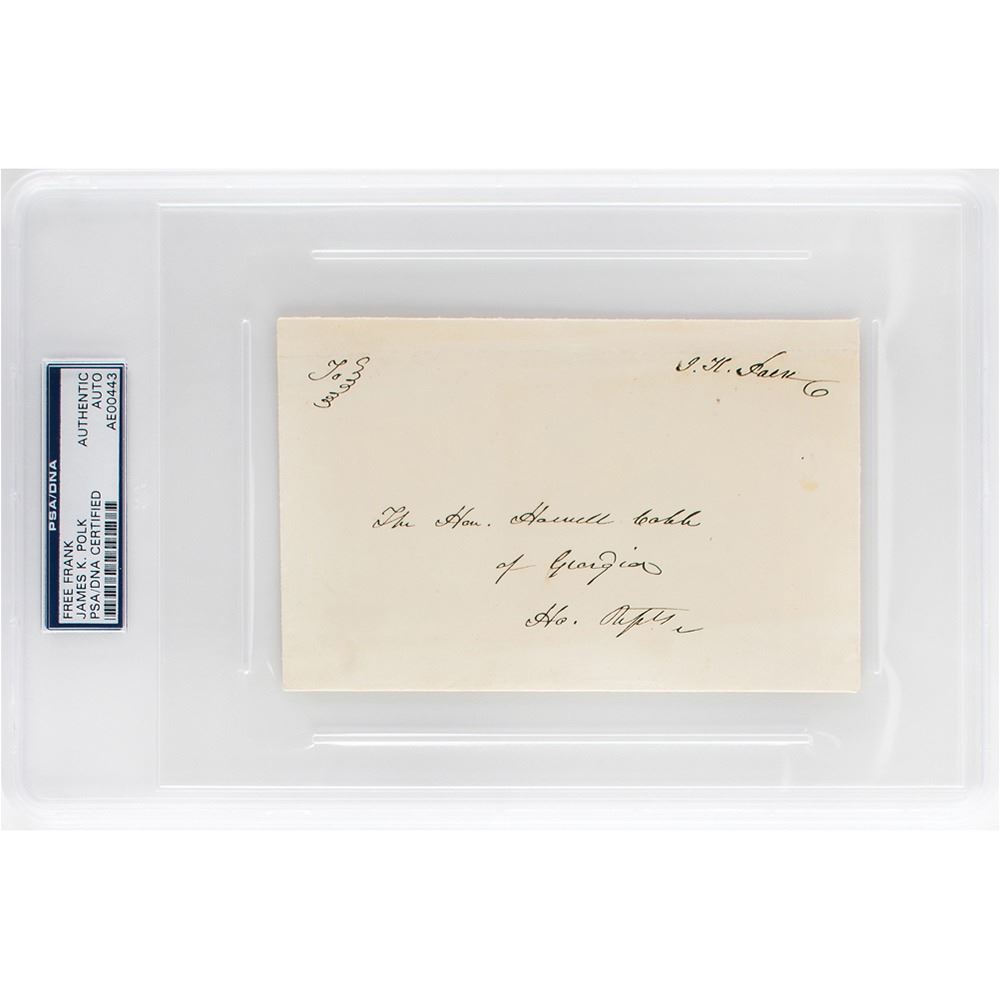 PSA/DNA
FREE FRANK
JAMES K. POLK
PSA/DNA CERTIFIED
AUTHENTIC
AUTO
AE00443
To
J. K. Polk
The Hon. Howell Cobb
of Georgia
Ho. Repts